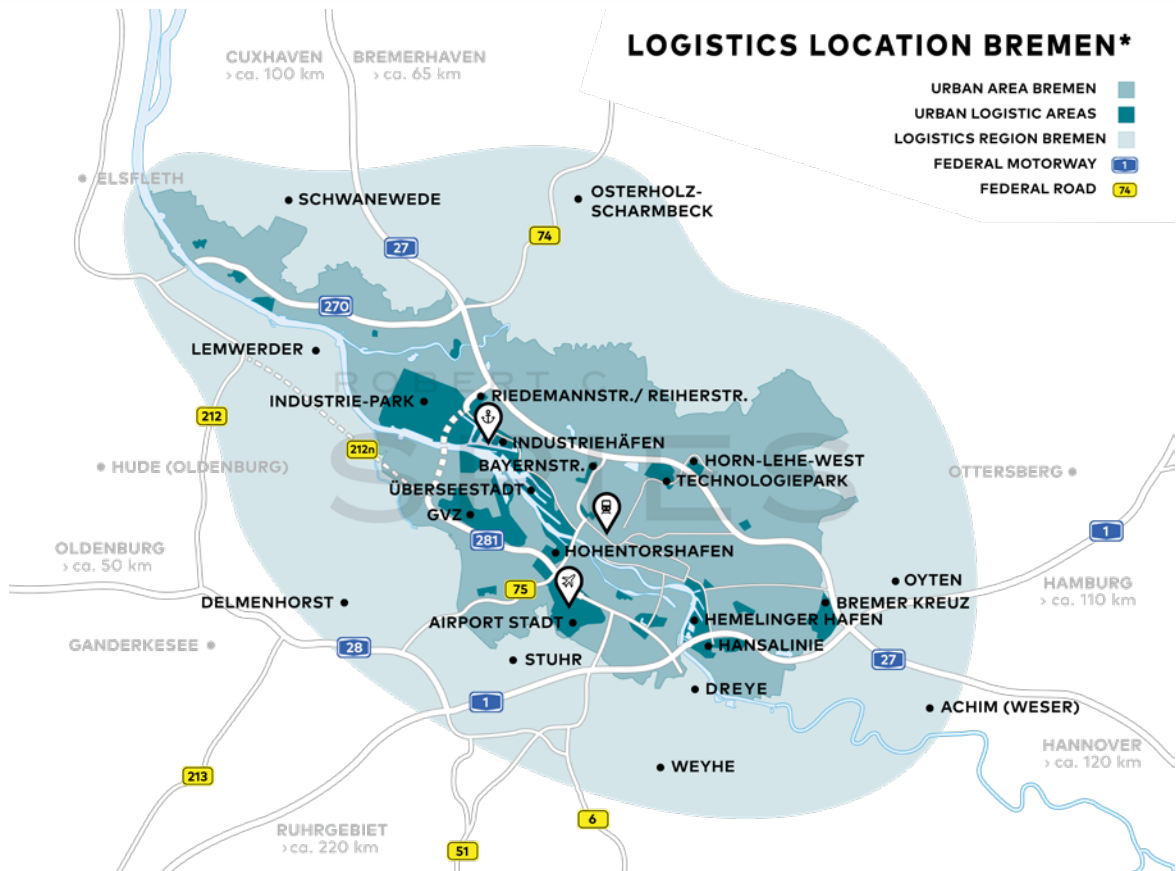 LOGISTICS LOCATION BREMEN*
URBAN AREA BREMEN
URBAN LOGISTIC AREAS
LOGISTICS REGION BREMEN
FEDERAL MOTORWAY 1
FEDERAL ROAD 74
CUXHAVEN
› ca. 100 km
BREMERHAVEN
› ca. 65 km
ELSFLETH
SCHWANEWEDE
OSTERHOLZ-
SCHARMBECK
74
27
270
LEMWERDER
ROBERT C.
SPIES
INDUSTRIE-PARK
RIEDEMANNSTR./ REIHERSTR.
212
212n
INDUSTRIEHÄFEN
HUDE (OLDENBURG)
BAYERNSTR.
HORN-LEHE-WEST
TECHNOLOGIEPARK
OTTERSBERG
ÜBERSEESTADT
GVZ
281
1
OLDENBURG
› ca. 50 km
HOHENTORSHAFEN
75
OYTEN
HAMBURG
› ca. 110 km
DELMENHORST
BREMER KREUZ
AIRPORT STADT
HEMELINGER HAFEN
GANDERKESEE
28
HANSALINIE
STUHR
27
DREYE
1
ACHIM (WESER)
HANNOVER
› ca. 120 km
WEYHE
213
RUHRGEBIET
› ca. 220 km
6
51